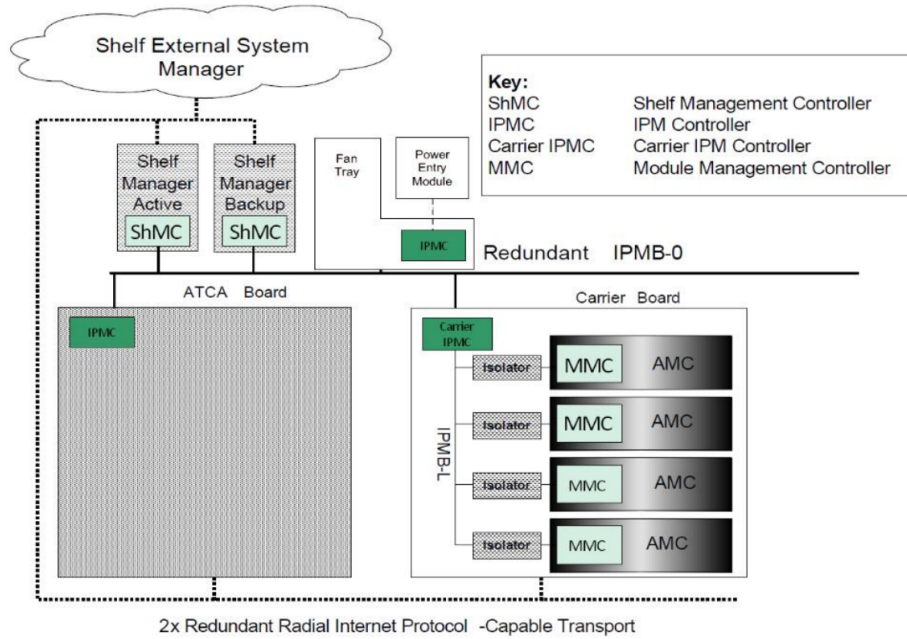 Shelf External System
Manager
Key:
ShMC Shelf Management Controller
IPMC IPM Controller
Carrier IPMC Carrier IPM Controller
MMC Module Management Controller
Shelf
Manager
Active
ShMC
Shelf
Manager
Backup
ShMC
Fan
Tray
Power
Entry
Module
IPMC
Redundant IPMB-0
ATCA Board
IPMC
Carrier Board
Carrier
IPMC
IPMB-L
Isolator
MMC AMC
Isolator
MMC AMC
Isolator
MMC AMC
Isolator
MMC AMC
2x Redundant Radial Internet Protocol -Capable Transport